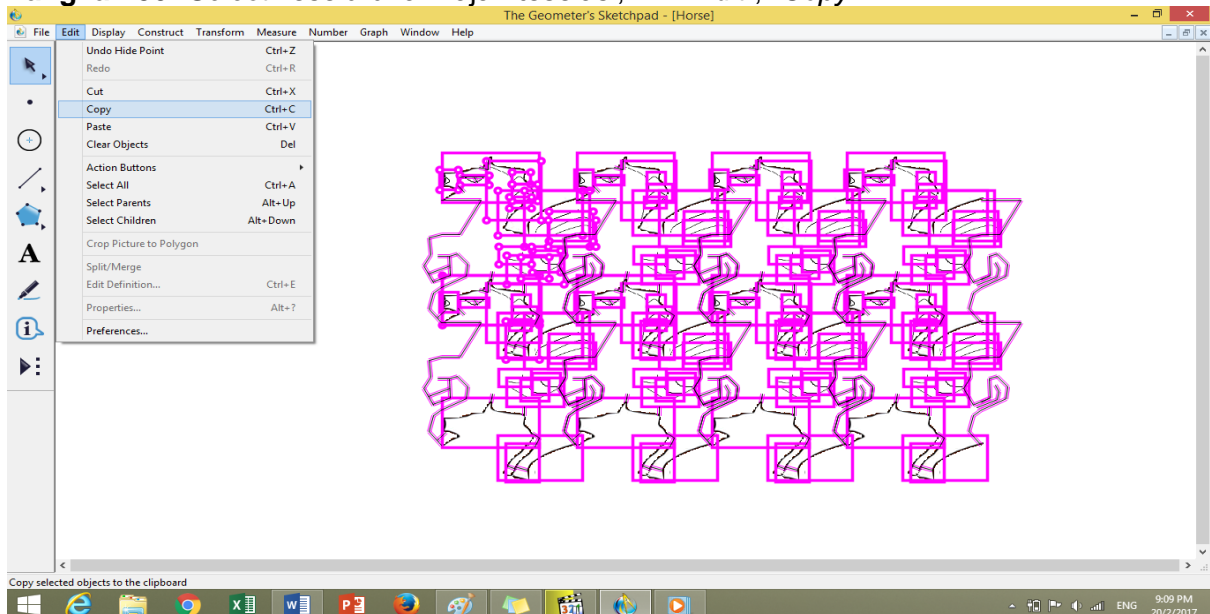 The Geometer's Sketchpad - [Horse]
File Edit Display Construct Transform Measure Number Graph Window Help
Undo Hide Point Ctrl+Z
Redo Ctrl+R
Cut Ctrl+X
Copy Ctrl+C
Paste Ctrl+V
Clear Objects Del
Action Buttons
Select All Ctrl+A
Select Parents Alt+Up
Select Children Alt+Down
Crop Picture to Polygon
Split/Merge
Edit Definition... Ctrl+E
Properties... Alt+?
Preferences...
A
Copy selected objects to the clipboard
ENG
9:09 PM
20/2/2017